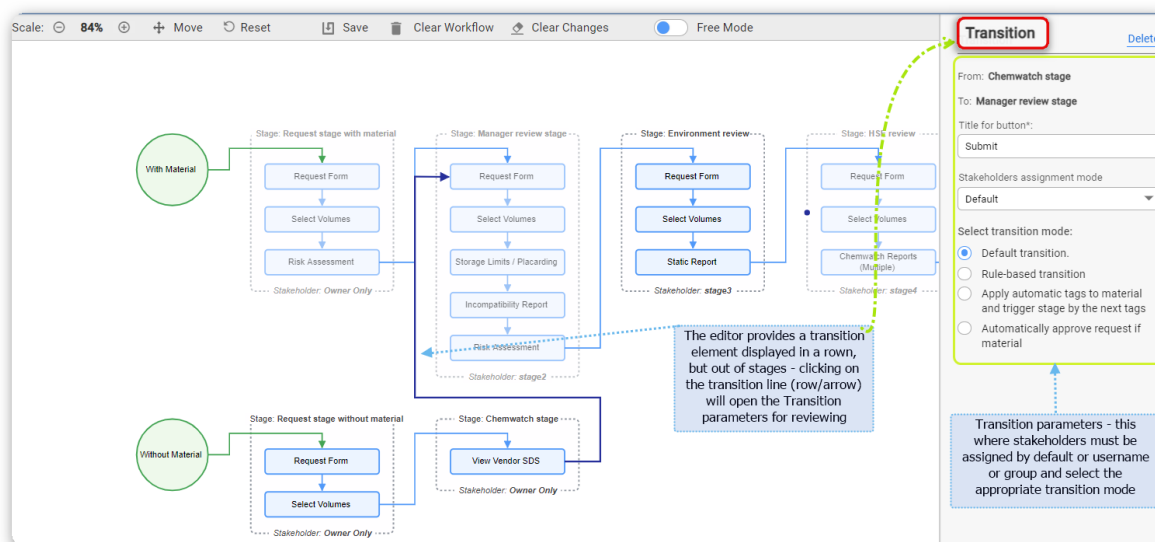 Scale: 84% Move Reset Save Clear Workflow Clear Changes Free Mode
Stage: Request stage with material
With Material
Request Form
Select Volumes
Risk Assessment
Stakeholder: Owner Only
Stage: Manager review stage
Request Form
Select Volumes
Storage Limits / Placarding
Incompatibility Report
Risk Assessment
Stakeholder: stage2
Stage: Environment review
Request Form
Select Volumes
Static Report
Stakeholder: stage3
Stage: HSE review
Request Form
Select Volumes
Chemwatch Reports
(Multiple)
Stakeholder: stage4
The editor provides a transition
element displayed in a rown,
but out of stages - clicking on
the transition line (row/arrow)
will open the Transition
parameters for reviewing
Stage: Request stage without material
Without Material
Request Form
Select Volumes
Stakeholder: Owner Only
Stage: Chemwatch stage
View Vendor SDS
Stakeholder: Owner Only
Transition
Delete
From: Chemwatch stage
To: Manager review stage
Title for button*:
Submit
Stakeholders assignment mode
Default
Select transition mode:
Default transition.
Rule-based transition
Apply automatic tags to material
and trigger stage by the next tags
Automatically approve request if
material
Transition parameters - this
where stakeholders must be
assigned by default or username
or group and select the
appropriate transition mode